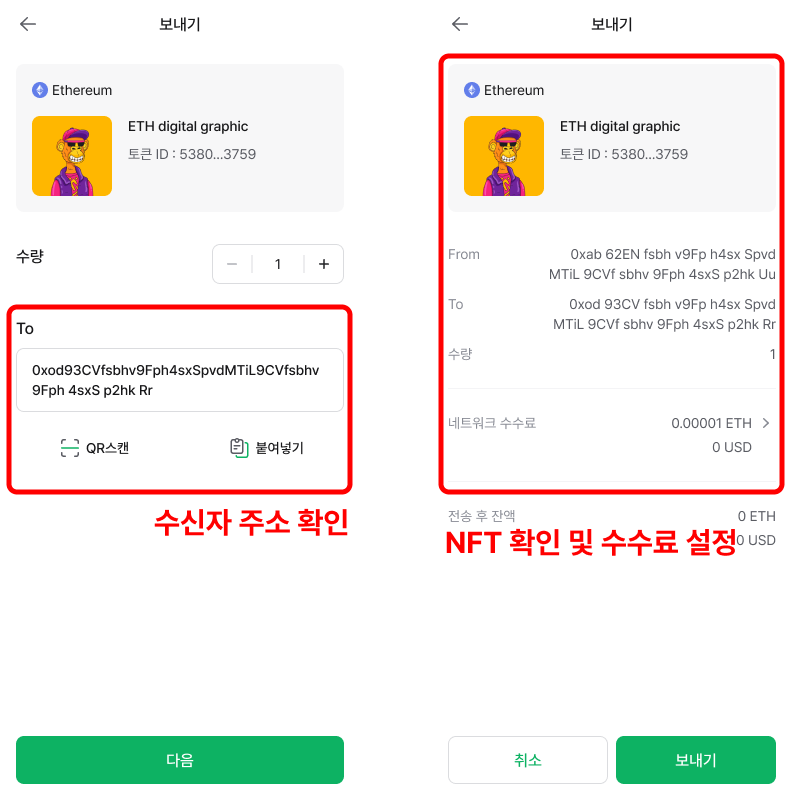 보내기
Ethereum
ETH digital graphic
토큰 ID : 5380...3759
수량
1
To
0xod93CVfsbhv9Fph4sxSpvdMTiL9CVfsbhv
9Fph 4sxS p2hk Rr
QR스캔
붙여넣기
수신자 주소 확인
다음
보내기
Ethereum
ETH digital graphic
토큰 ID : 5380...3759
From
0xab 62EN fsbh v9Fp h4sx Spvd
MTiL 9CVf sbhv 9Fph 4sxS p2hk Uu
To
0xod 93CV fsbh v9Fp h4sx Spvd
MTiL 9CVf sbhv 9Fph 4sxS p2hk Rr
수량
1
네트워크 수수료
0.00001 ETH
0 USD
전송 후 잔액
0 ETH
0 USD
NFT 확인 및 수수료 설정
취소
보내기